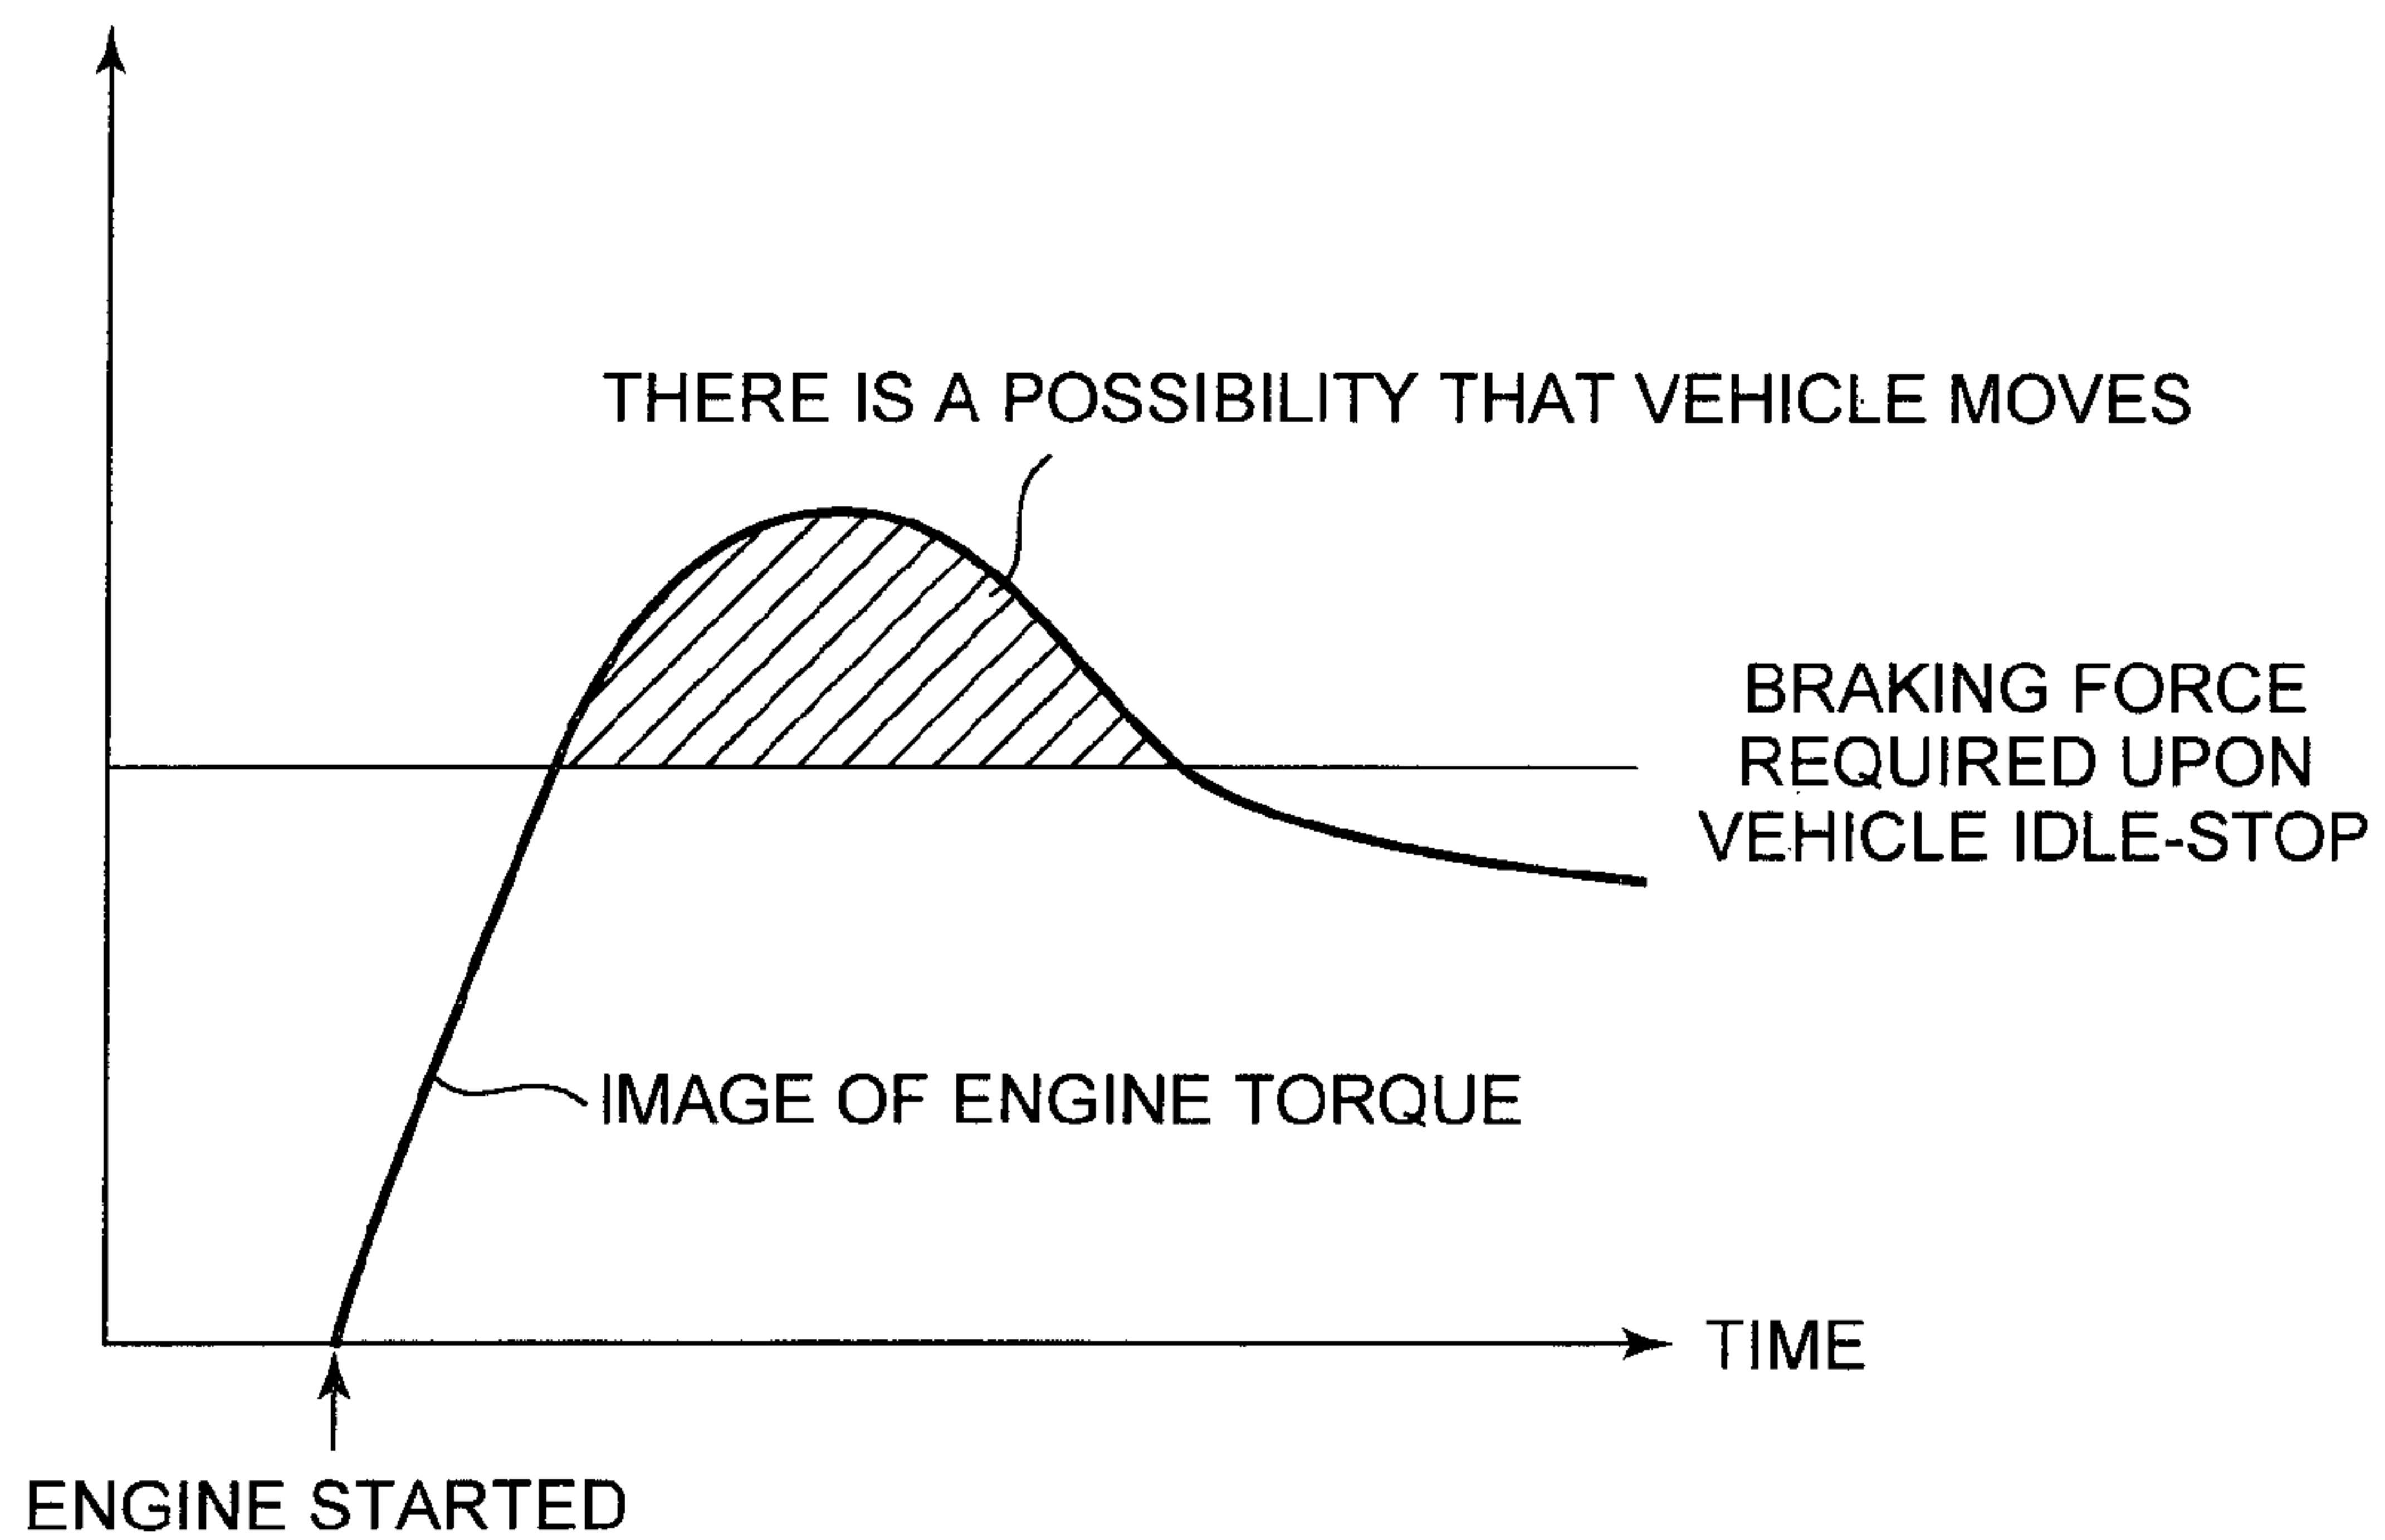 THERE IS A POSSIBILITY THAT VEHICLE MOVES
BRAKING FORCE
REQUIRED UPON
VEHICLE IDLE-STOP
IMAGE OF ENGINE TORQUE
TIME
ENGINE STARTED